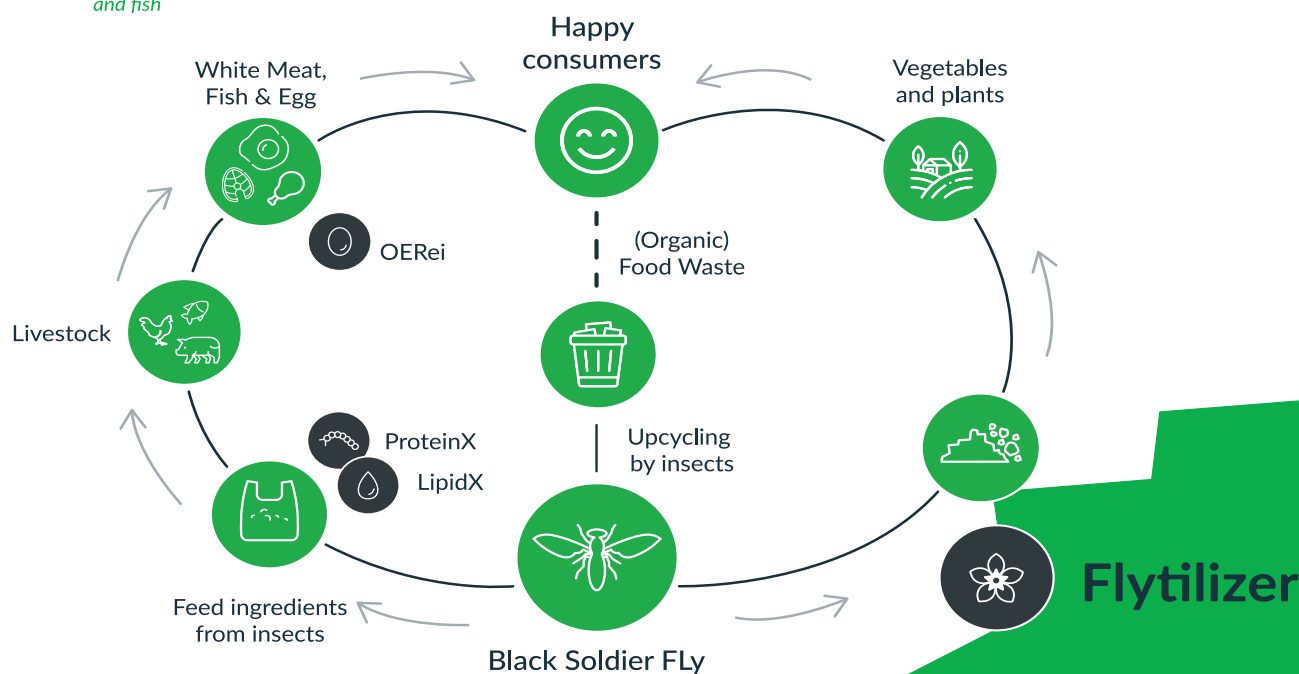 and fish
Happy
consumers
White Meat,
Fish & Egg
Vegetables
and plants
OERei
(Organic)
Food Waste
Livestock
ProteinX
LipidX
Upcycling
by insects
Flytilizer
Feed ingredients
from insects
Black Soldier FLy